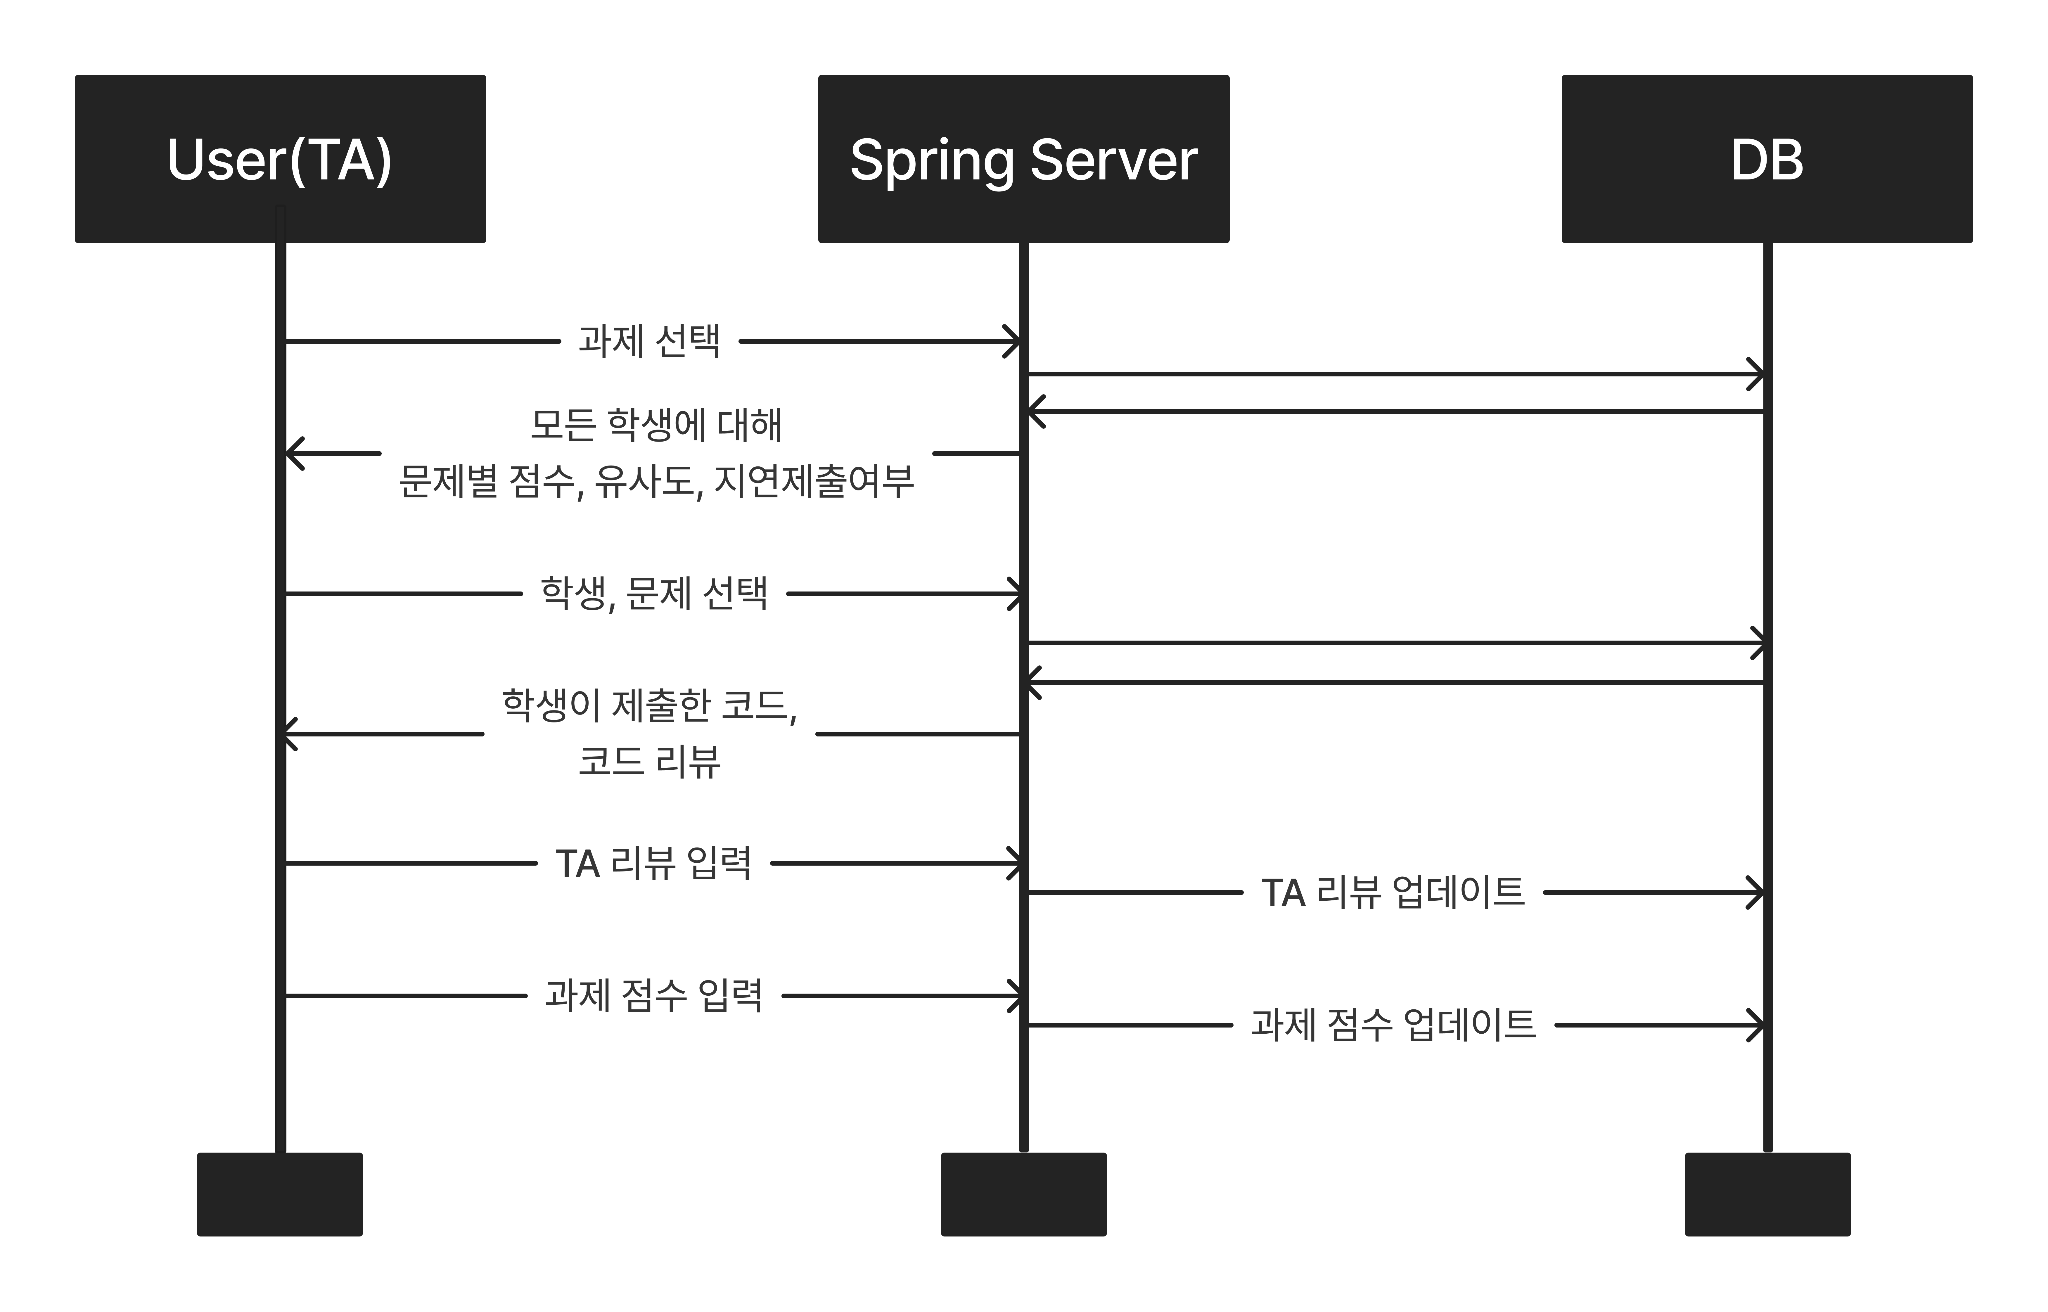 User(TA)
Spring Server
DB
과제 선택
모든 학생에 대해
문제별 점수, 유사도, 지연제출여부
학생, 문제 선택
학생이 제출한 코드,
코드 리뷰
TA 리뷰 입력
TA 리뷰 업데이트
과제 점수 입력
과제 점수 업데이트